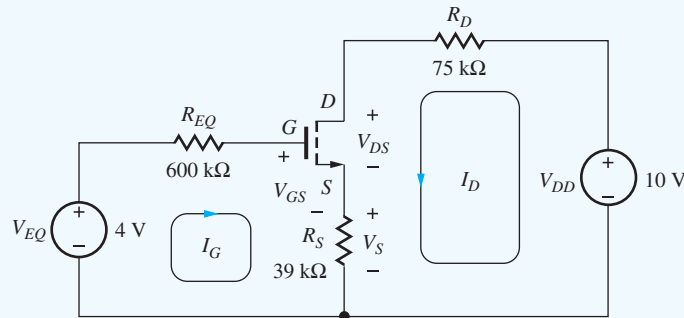 R_D
75 kΩ
D
+
R_EQ
G
V_DS
+
−
600 kΩ
S
I_D
V_DD
+
−
10 V
V_GS
−
+
V_EQ
+
−
4 V
I_G
R_S
V_S
39 kΩ
−